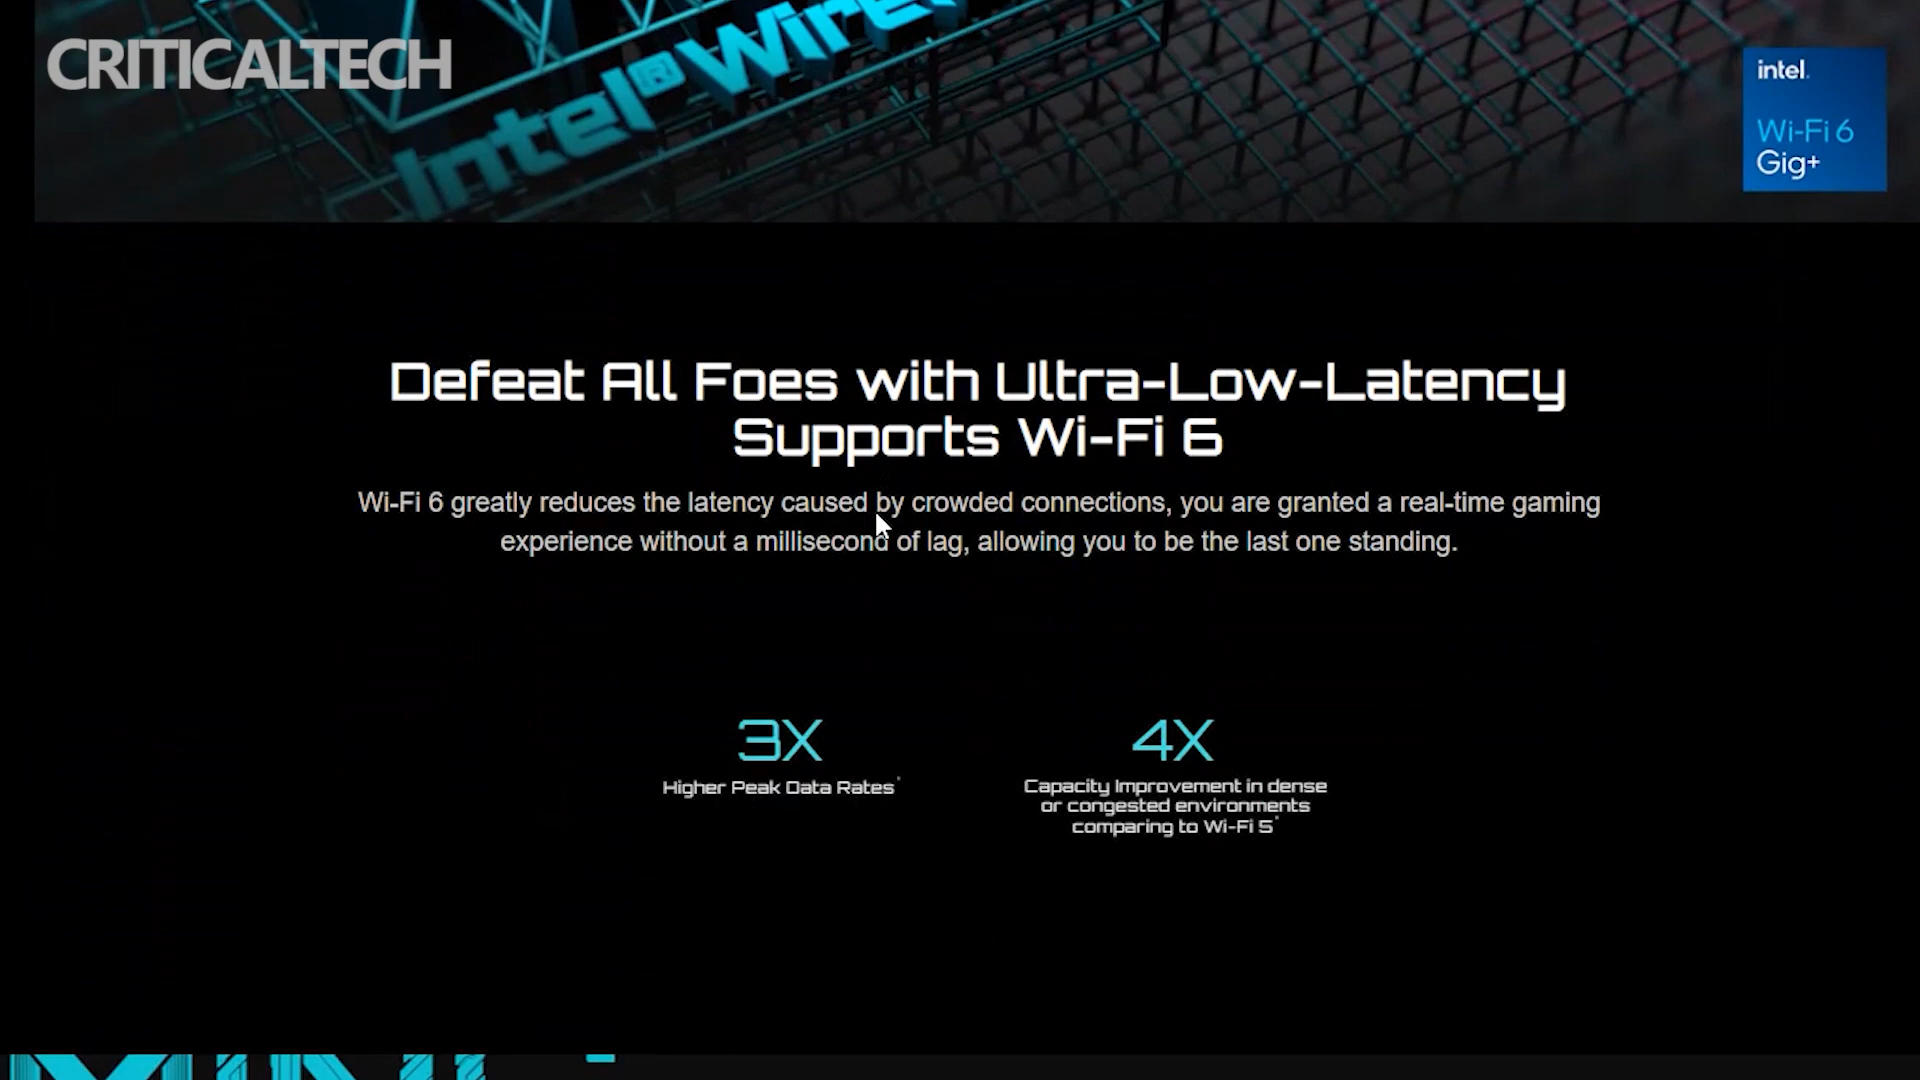 CRITICALTECH
Intel® Wire
intel.
Wi-Fi 6
Gig+
Defeat All Foes with Ultra-Low-Latency
Supports Wi-Fi 6
Wi-Fi 6 greatly reduces the latency caused by crowded connections, you are granted a real-time gaming
experience without a millisecond of lag, allowing you to be the last one standing.
3X
Higher Peak Data Rates*
4X
Capacity Improvement in dense
or congested environments
comparing to Wi-Fi 5*